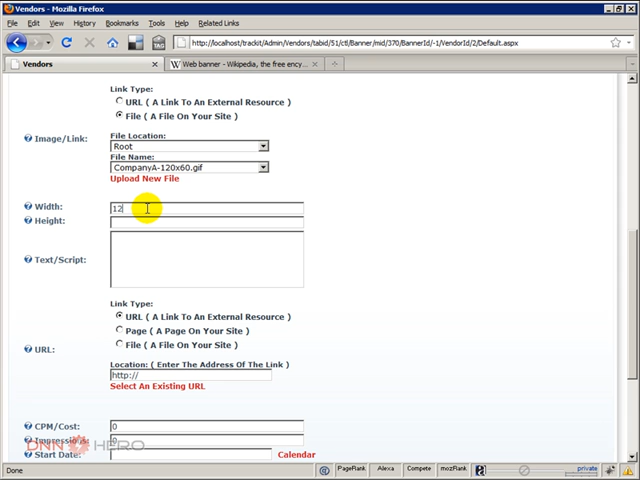 Vendors - Mozilla Firefox
File Edit View History Bookmarks Tools Help Related Links
http://localhost/trackit/Admin/Vendors/tabid/51/ctl/Banner/mid/370/BannerId/-1/VendorId/2/Default.aspx
Vendors
Web banner - Wikipedia, the free ency...
Link Type:
URL ( A Link To An External Resource )
File ( A File On Your Site )
Image/Link:
File Location:
Root
File Name:
CompanyA-120x60.gif
Upload New File
Width: 12
Height:
Text/Script:
Link Type:
URL ( A Link To An External Resource )
Page ( A Page On Your Site )
File ( A File On Your Site )
URL:
Location: ( Enter The Address Of The Link )
http://
Select An Existing URL
CPM/Cost: 0
Impressions: 0
Start Date: Calendar
DNN HERO
Done PageRank Alexa Compete mozRank private